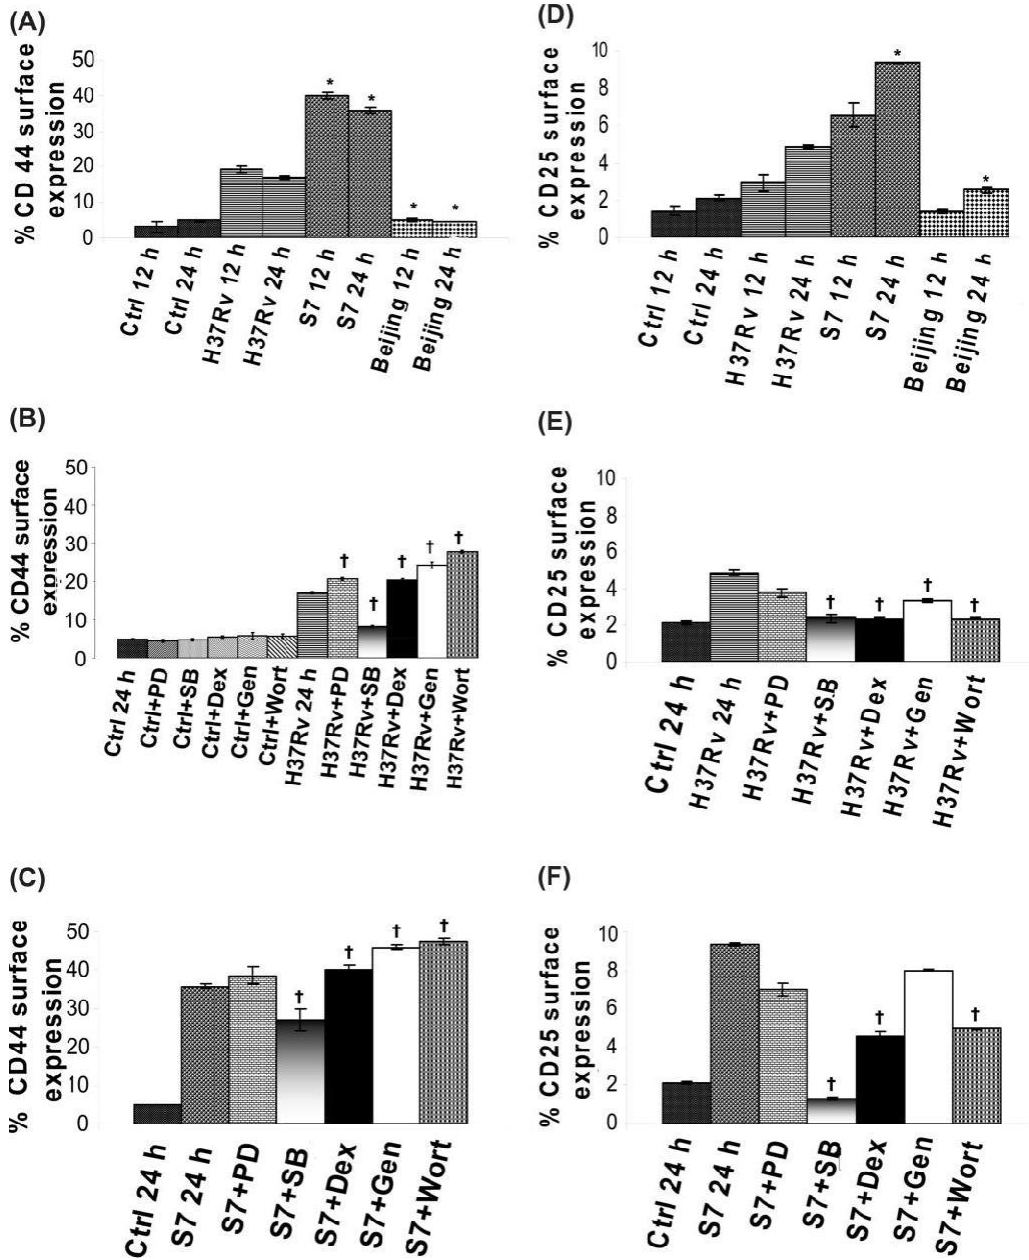 (A)
% CD 44 surface
expression
50
40
30
20
10
0
*
*
*
*
Ctrl 12 h
Ctrl 24 h
H37Rv 12 h
H37Rv 24 h
S7 12 h
S7 24 h
Beijing 12 h
Beijing 24 h
(D)
% CD25 surface
expression
10
8
6
4
2
0
*
*
Ctrl 12 h
Ctrl 24 h
H37Rv 12 h
H37Rv 24 h
S7 12 h
S7 24 h
Beijing 12 h
Beijing 24 h
(B)
% CD44 surface
expression
50
40
30
20
10
0
†
†
†
†
†
Ctrl 24 h
Ctrl+PD
Ctrl+SB
Ctrl+Dex
Ctrl+Gen
Ctrl+Wort
H37Rv 24 h
H37Rv+PD
H37Rv+SB
H37Rv+Dex
H37Rv+Gen
H37Rv+Wort
(E)
% CD25 surface
expression
10
8
6
4
2
0
†
†
†
†
Ctrl 24 h
H37Rv 24 h
H37Rv+PD
H37Rv+SB
H37Rv+Dex
H37Rv+Gen
H37Rv+Wort
(C)
% CD44 surface
expression
50
40
30
20
10
0
†
†
†
†
Ctrl 24 h
S7 24 h
S7+PD
S7+SB
S7+Dex
S7+Gen
S7+Wort
(F)
% CD25 surface
expression
10
8
6
4
2
0
†
†
†
Ctrl 24 h
S7 24 h
S7+PD
S7+SB
S7+Dex
S7+Gen
S7+Wort